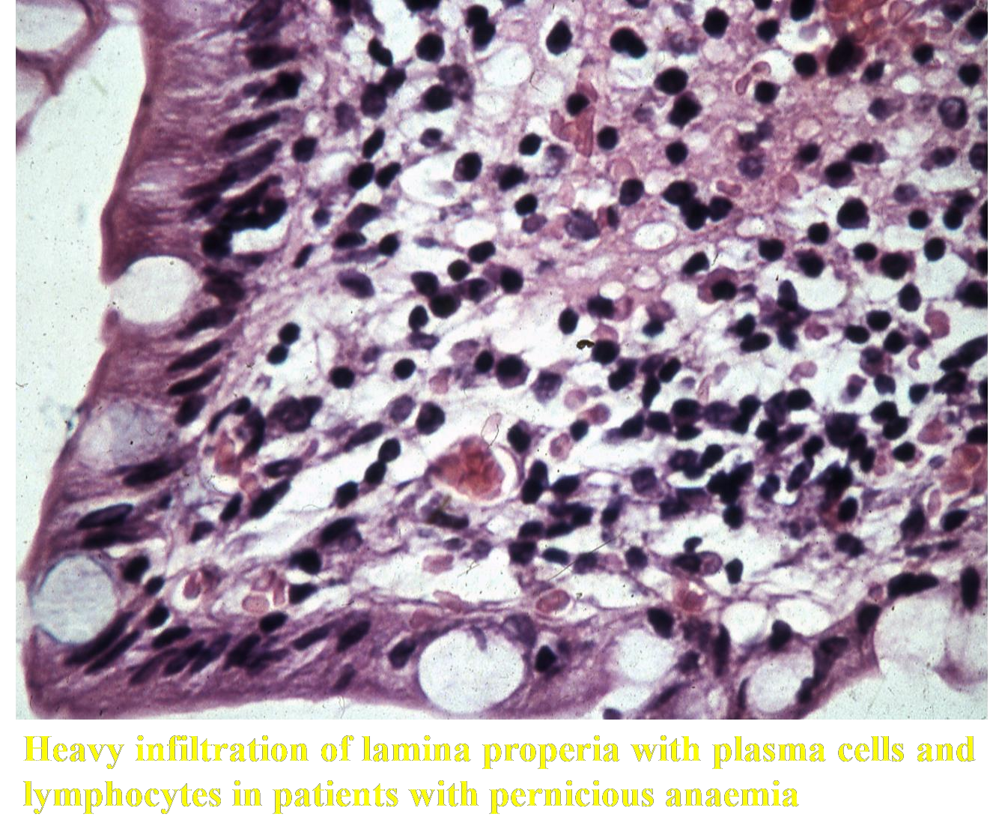 Heavy infiltration of lamina properia with plasma cells and
lymphocytes in patients with pernicious anaemia